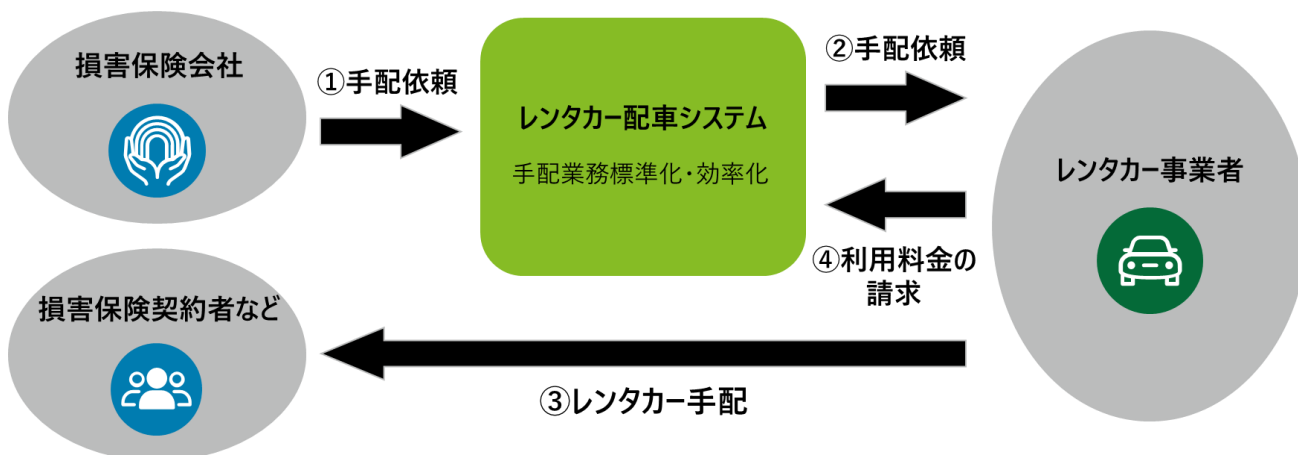 損害保険会社
①手配依頼
レンタカー配車システム
手配業務標準化・効率化
②手配依頼
レンタカー事業者
④利用料金の
請求
損害保険契約者など
③レンタカー手配